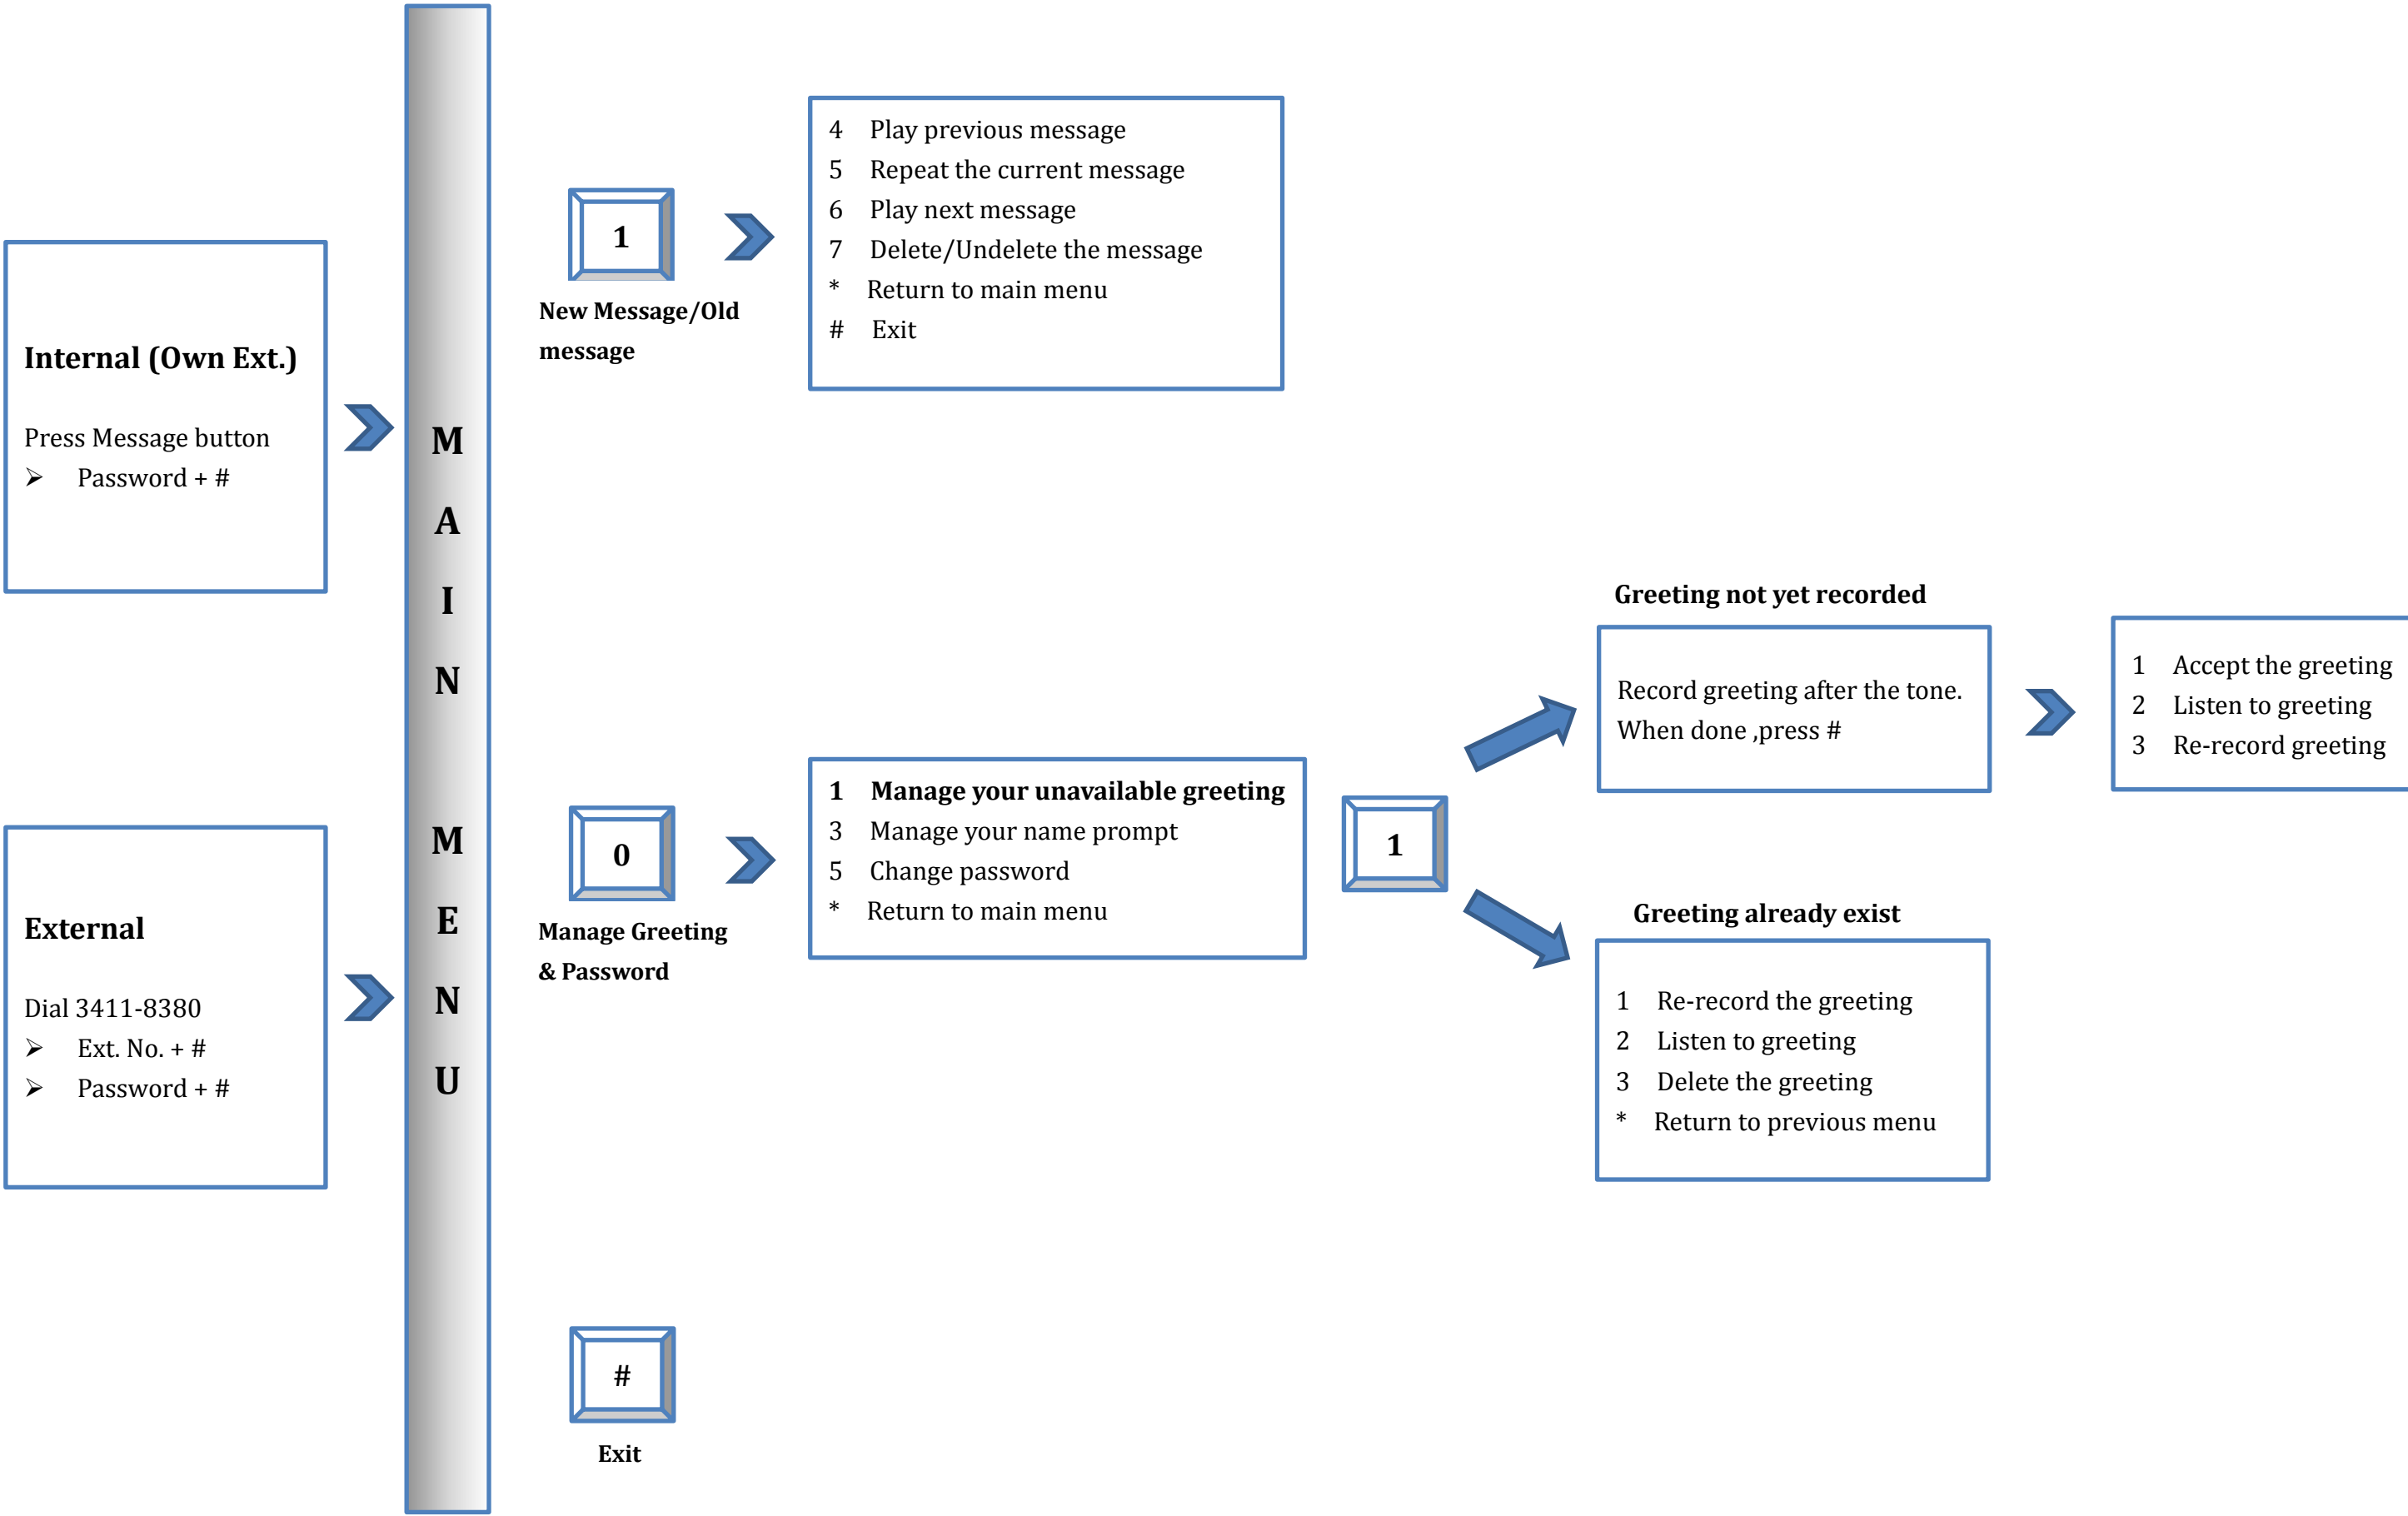 Internal (Own Ext.)
Press Message button
➢ Password + #
External
Dial 3411-8380
➢ Ext. No. + #
➢ Password + #
M
A
I
N
M
E
N
U
1
New Message/Old
message
4 Play previous message
5 Repeat the current message
6 Play next message
7 Delete/Undelete the message
* Return to main menu
# Exit
0
Manage Greeting
& Password
1 Manage your unavailable greeting
3 Manage your name prompt
5 Change password
* Return to main menu
1
Greeting not yet recorded
Record greeting after the tone.
When done ,press #
1 Accept the greeting
2 Listen to greeting
3 Re-record greeting
Greeting already exist
1 Re-record the greeting
2 Listen to greeting
3 Delete the greeting
* Return to previous menu
#
Exit